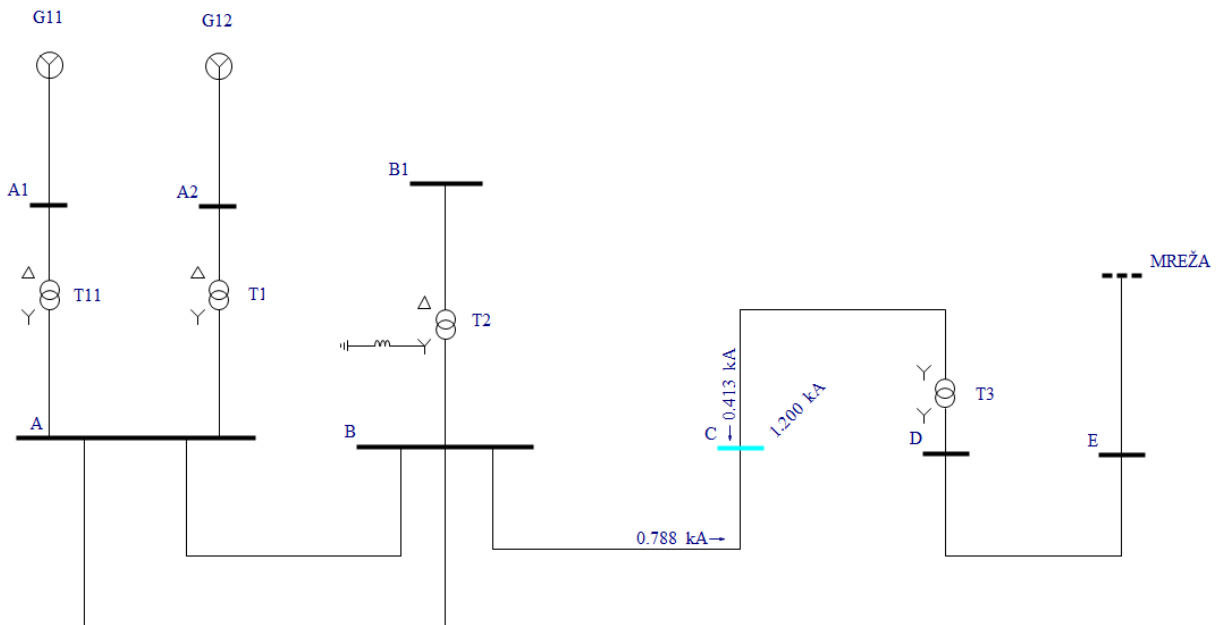 G11
G12
B1
A1
A2
MREŽA
T11
T1
T2
0.413 kA
1.200 kA
T3
A
B
C
D
E
0.788 kA